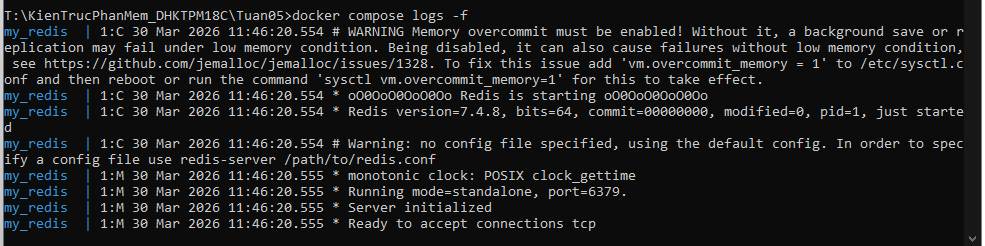 T:\KienTrucPhanMem_DHKTPM18C\Tuan05>docker compose logs -f
my_redis  | 1:C 30 Mar 2026 11:46:20.554 # WARNING Memory overcommit must be enabled! Without it, a background save or r
eplication may fail under low memory condition. Being disabled, it can also cause failures without low memory condition,
 see https://github.com/jemalloc/jemalloc/issues/1328. To fix this issue add 'vm.overcommit_memory = 1' to /etc/sysctl.c
onf and then reboot or run the command 'sysctl vm.overcommit_memory=1' for this to take effect.
my_redis  | 1:C 30 Mar 2026 11:46:20.554 * oO0OoO0OoO0Oo Redis is starting oO0OoO0OoO0Oo
my_redis  | 1:C 30 Mar 2026 11:46:20.554 * Redis version=7.4.8, bits=64, commit=00000000, modified=0, pid=1, just starte
d
my_redis  | 1:C 30 Mar 2026 11:46:20.554 # Warning: no config file specified, using the default config. In order to spec
ify a config file use redis-server /path/to/redis.conf
my_redis  | 1:M 30 Mar 2026 11:46:20.555 * monotonic clock: POSIX clock_gettime
my_redis  | 1:M 30 Mar 2026 11:46:20.555 * Running mode=standalone, port=6379.
my_redis  | 1:M 30 Mar 2026 11:46:20.555 * Server initialized
my_redis  | 1:M 30 Mar 2026 11:46:20.555 * Ready to accept connections tcp